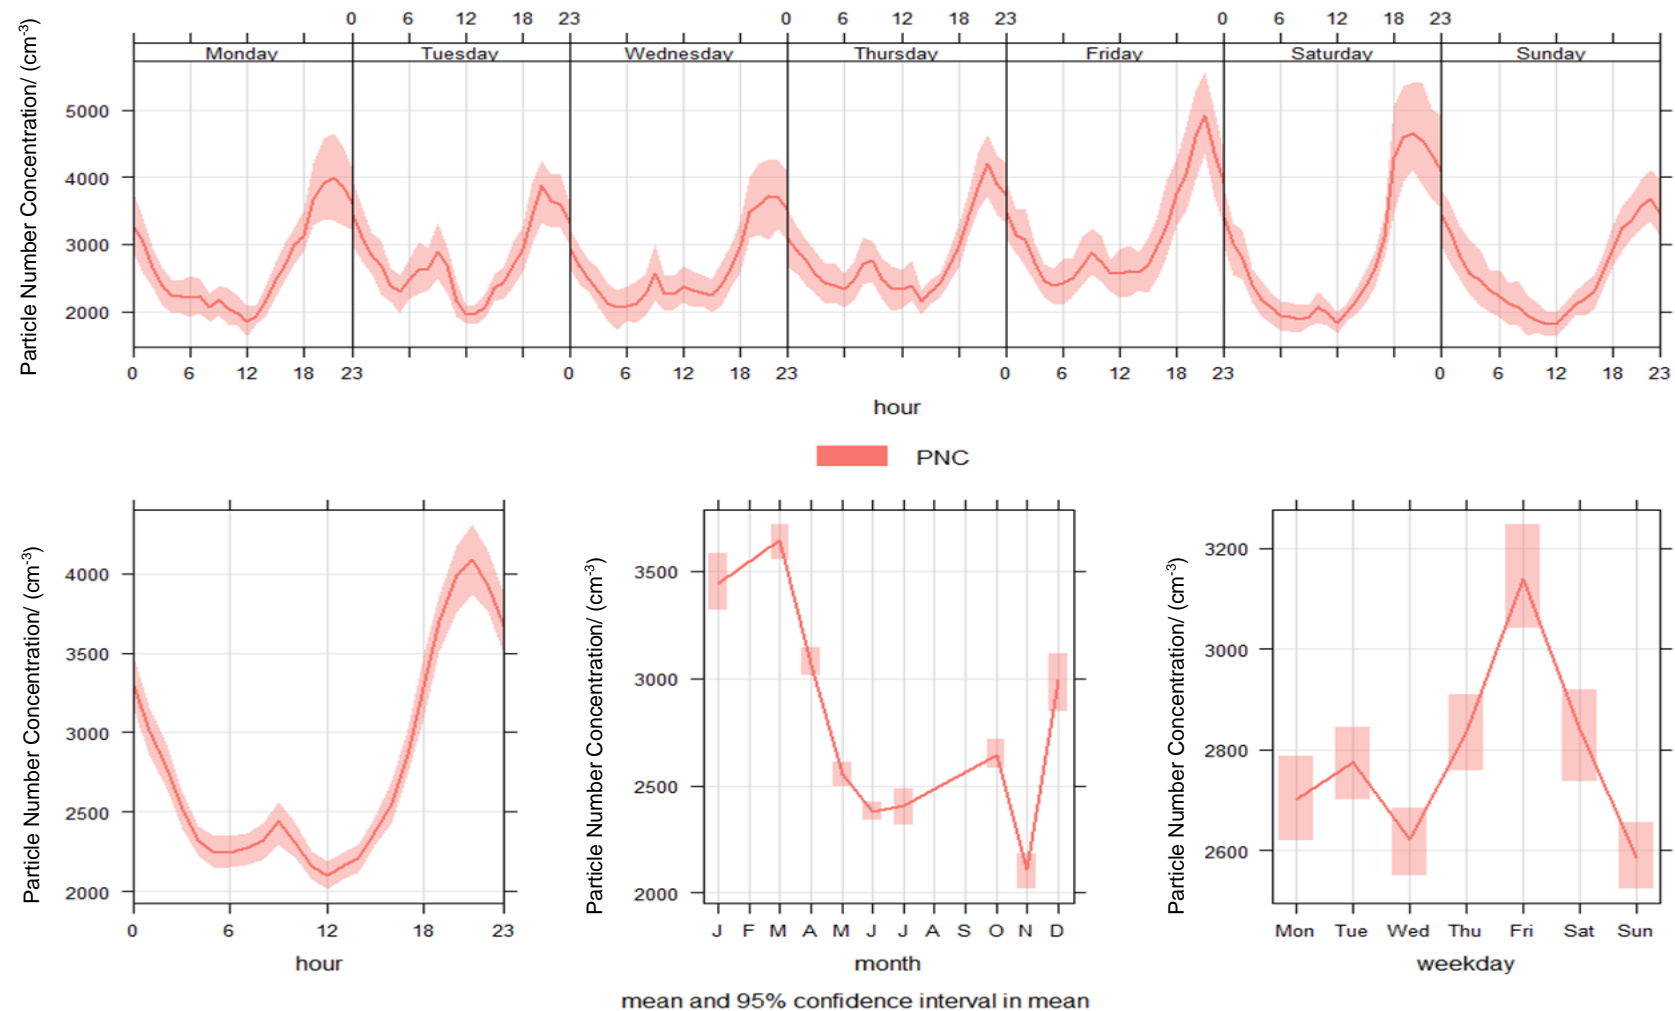 0 6 12 18 23 0 6 12 18 23 0 6 12 18 23
Monday Tuesday Wednesday Thursday Friday Saturday Sunday
Particle Number Concentration/ (cm-3)
5000
4000
3000
2000
0 6 12 18 23 0 6 12 18 23 0 6 12 18 23 0 6 12 18 23
hour
PNC
Particle Number Concentration/ (cm-3)
4000
3500
3000
2500
2000
0 6 12 18 23
hour
Particle Number Concentration/ (cm-3)
3500
3000
2500
2000
J F M A M J J A S O N D
month
Particle Number Concentration/ (cm-3)
3200
3000
2800
2600
Mon Tue Wed Thu Fri Sat Sun
weekday
mean and 95% confidence interval in mean